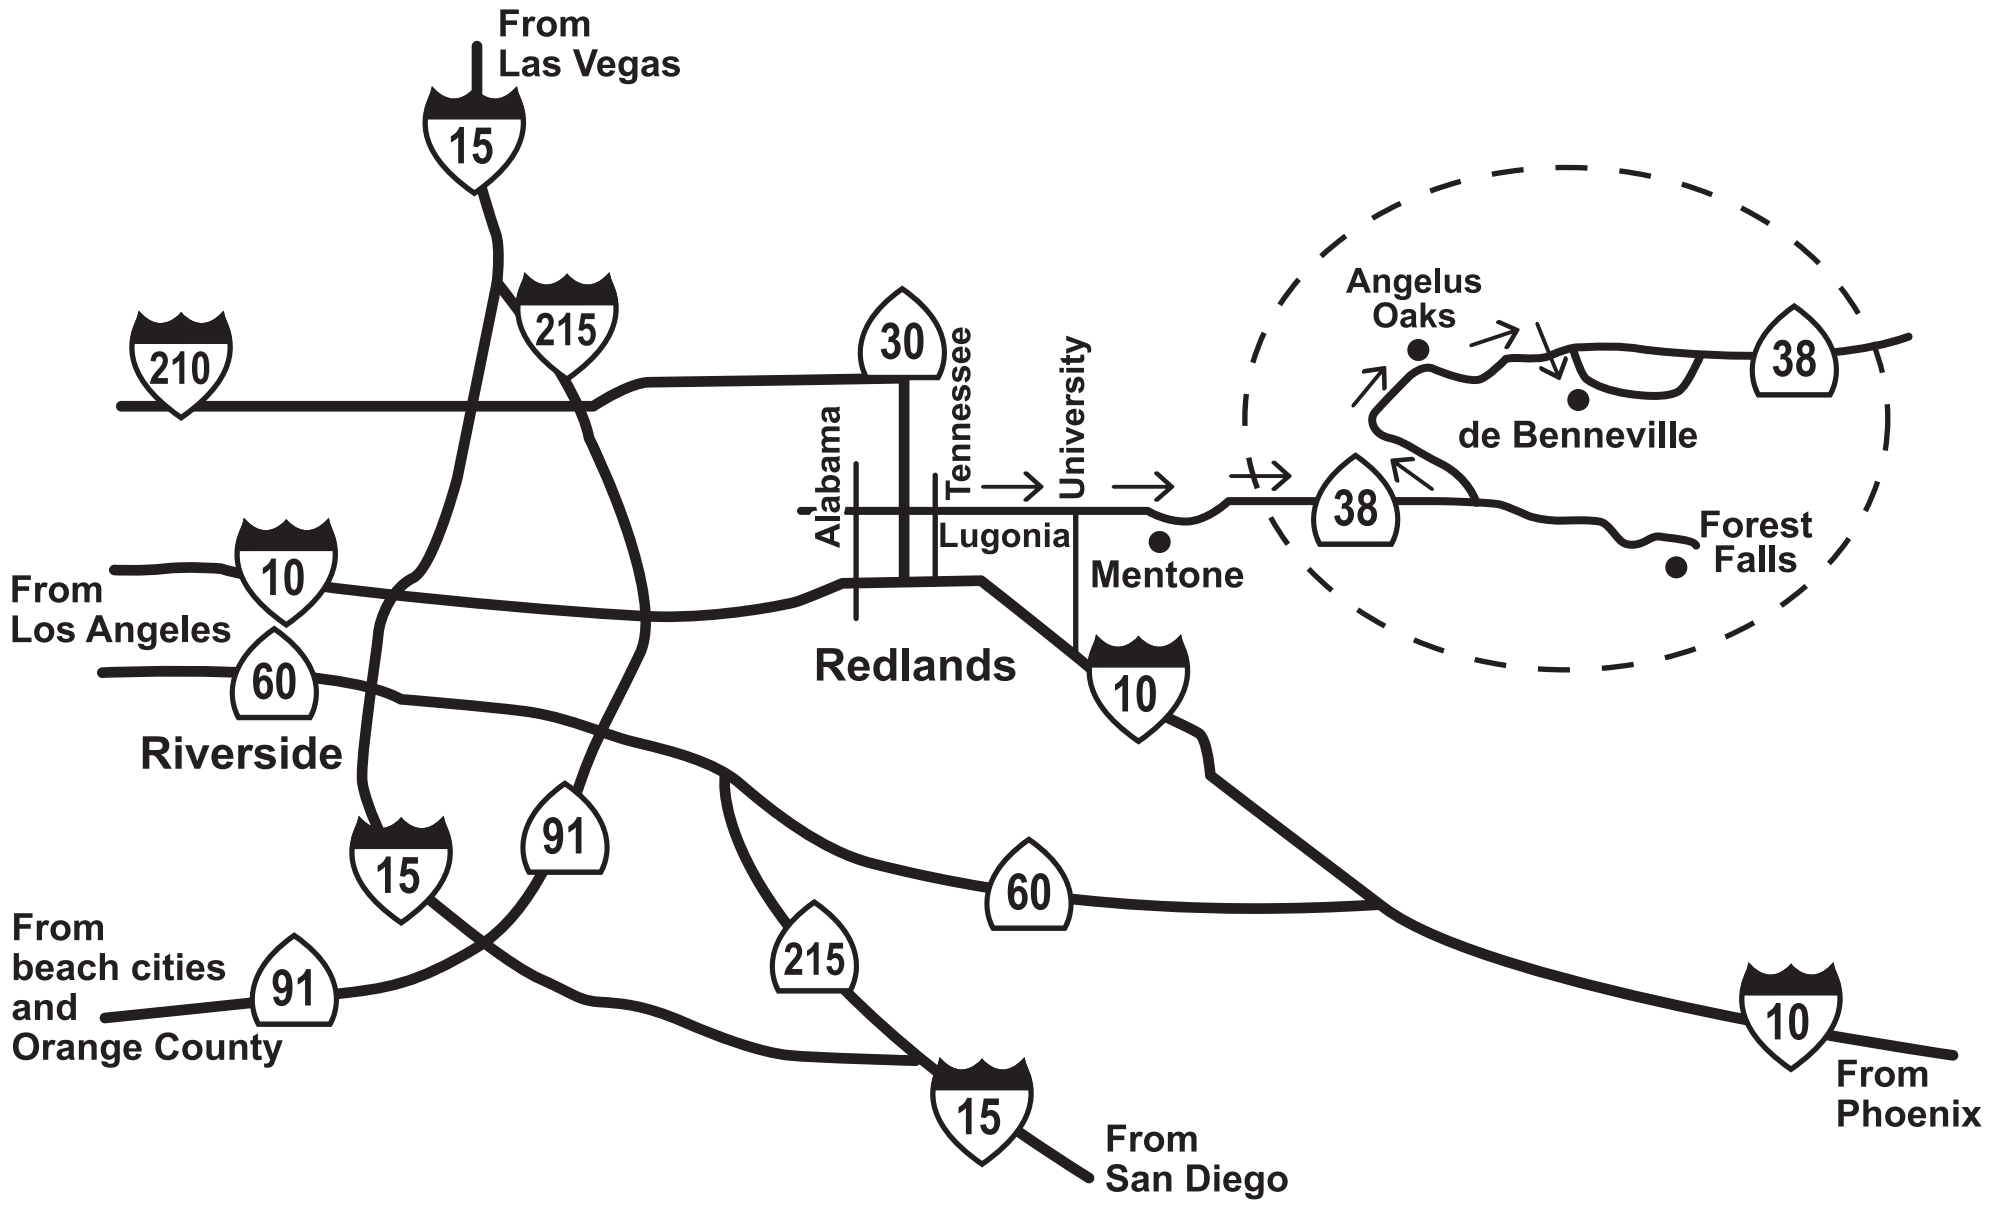 From
Las Vegas
15
215
210
30
Tennessee
University
Alabama
Angelus
Oaks
38
de Benneville
38
Lugonia
Mentone
Forest
Falls
10
From
Los Angeles
60
Riverside
Redlands
10
91
15
60
From
beach cities
and
Orange County
91
215
10
15
From
Phoenix
From
San Diego